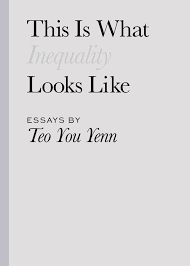 This Is What
Inequality
Looks Like
ESSAYS BY
Teo You Yenn